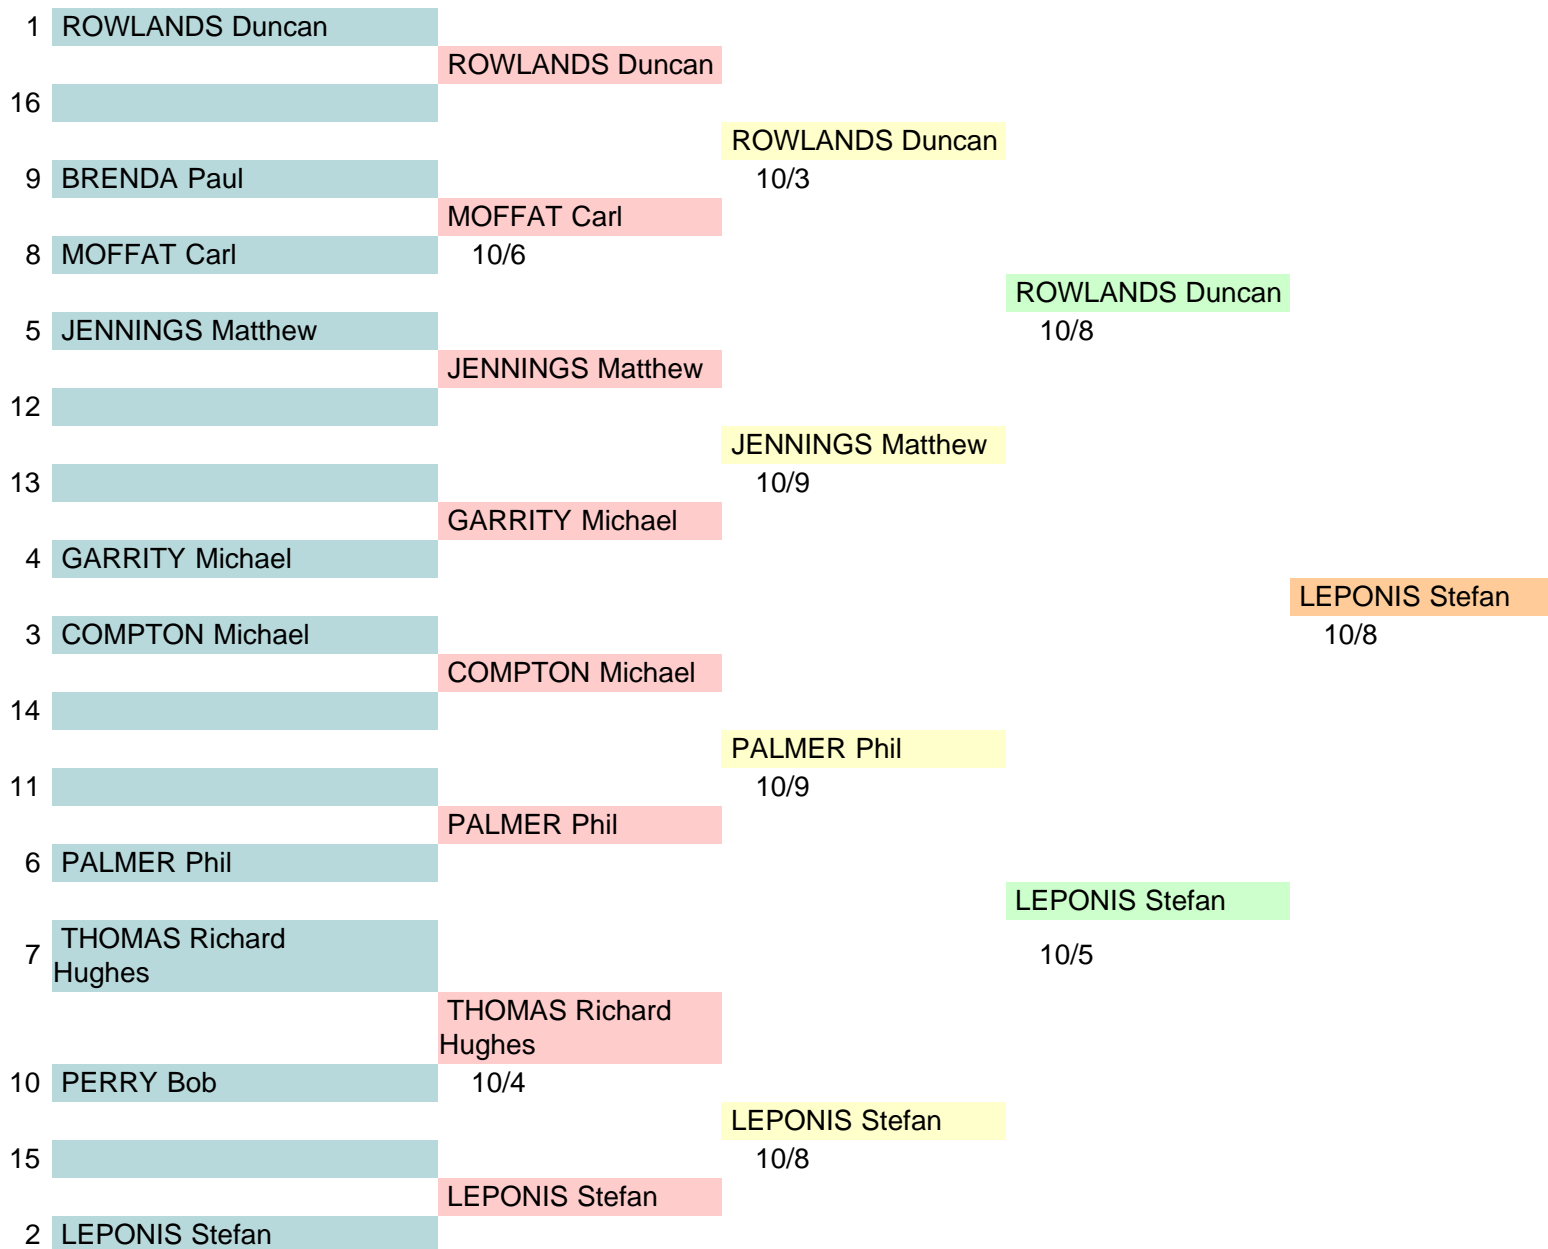 1 ROWLANDS Duncan
ROWLANDS Duncan
16
ROWLANDS Duncan
9 BRENDA Paul 10/3
MOFFAT Carl
8 MOFFAT Carl 10/6
ROWLANDS Duncan
5 JENNINGS Matthew 10/8
JENNINGS Matthew
12
JENNINGS Matthew
13 10/9
GARRITY Michael
4 GARRITY Michael
LEPONIS Stefan
3 COMPTON Michael 10/8
COMPTON Michael
14
PALMER Phil
11 10/9
PALMER Phil
6 PALMER Phil
LEPONIS Stefan
THOMAS Richard
7 10/5
Hughes
THOMAS Richard
Hughes
10 PERRY Bob 10/4
LEPONIS Stefan
15 10/8
LEPONIS Stefan
2 LEPONIS Stefan